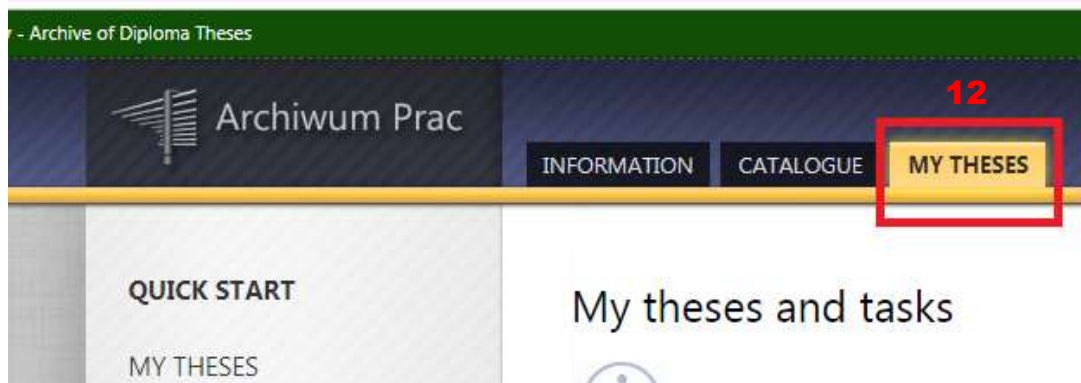 - Archive of Diploma Theses
Archiwum Prac
12
INFORMATION CATALOGUE MY THESES
QUICK START
My theses and tasks
MY THESES